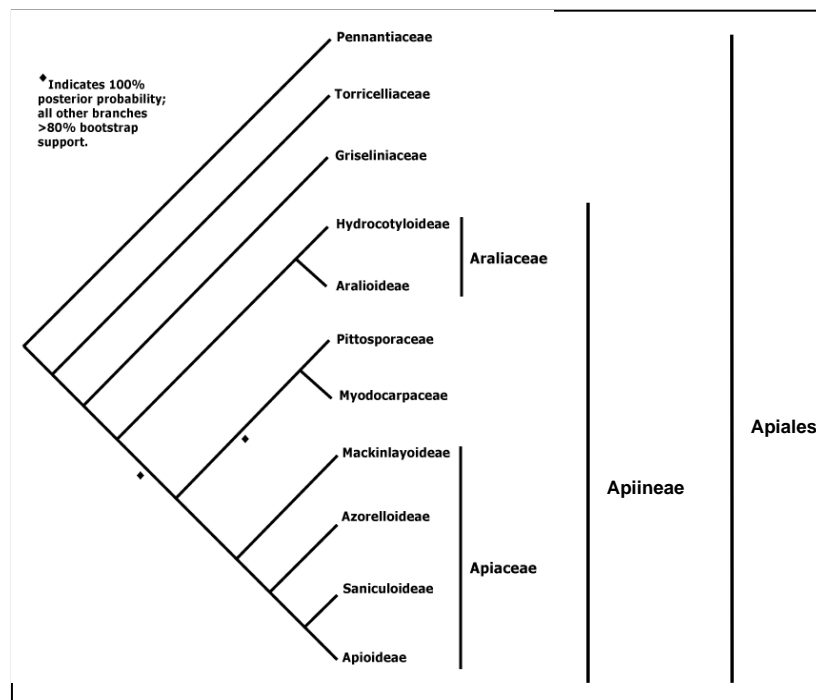 Pennantiaceae
♦Indicates 100%
posterior probability;
all other branches
>80% bootstrap
support.
Torricelliaceae
Griseliniaceae
Hydrocotyloideae
Araliaceae
Aralioideae
Pittosporaceae
Myodocarpaceae
Apiales
Mackinlayoideae
Apiineae
Azorelloideae
Apiaceae
Saniculoideae
Apioideae